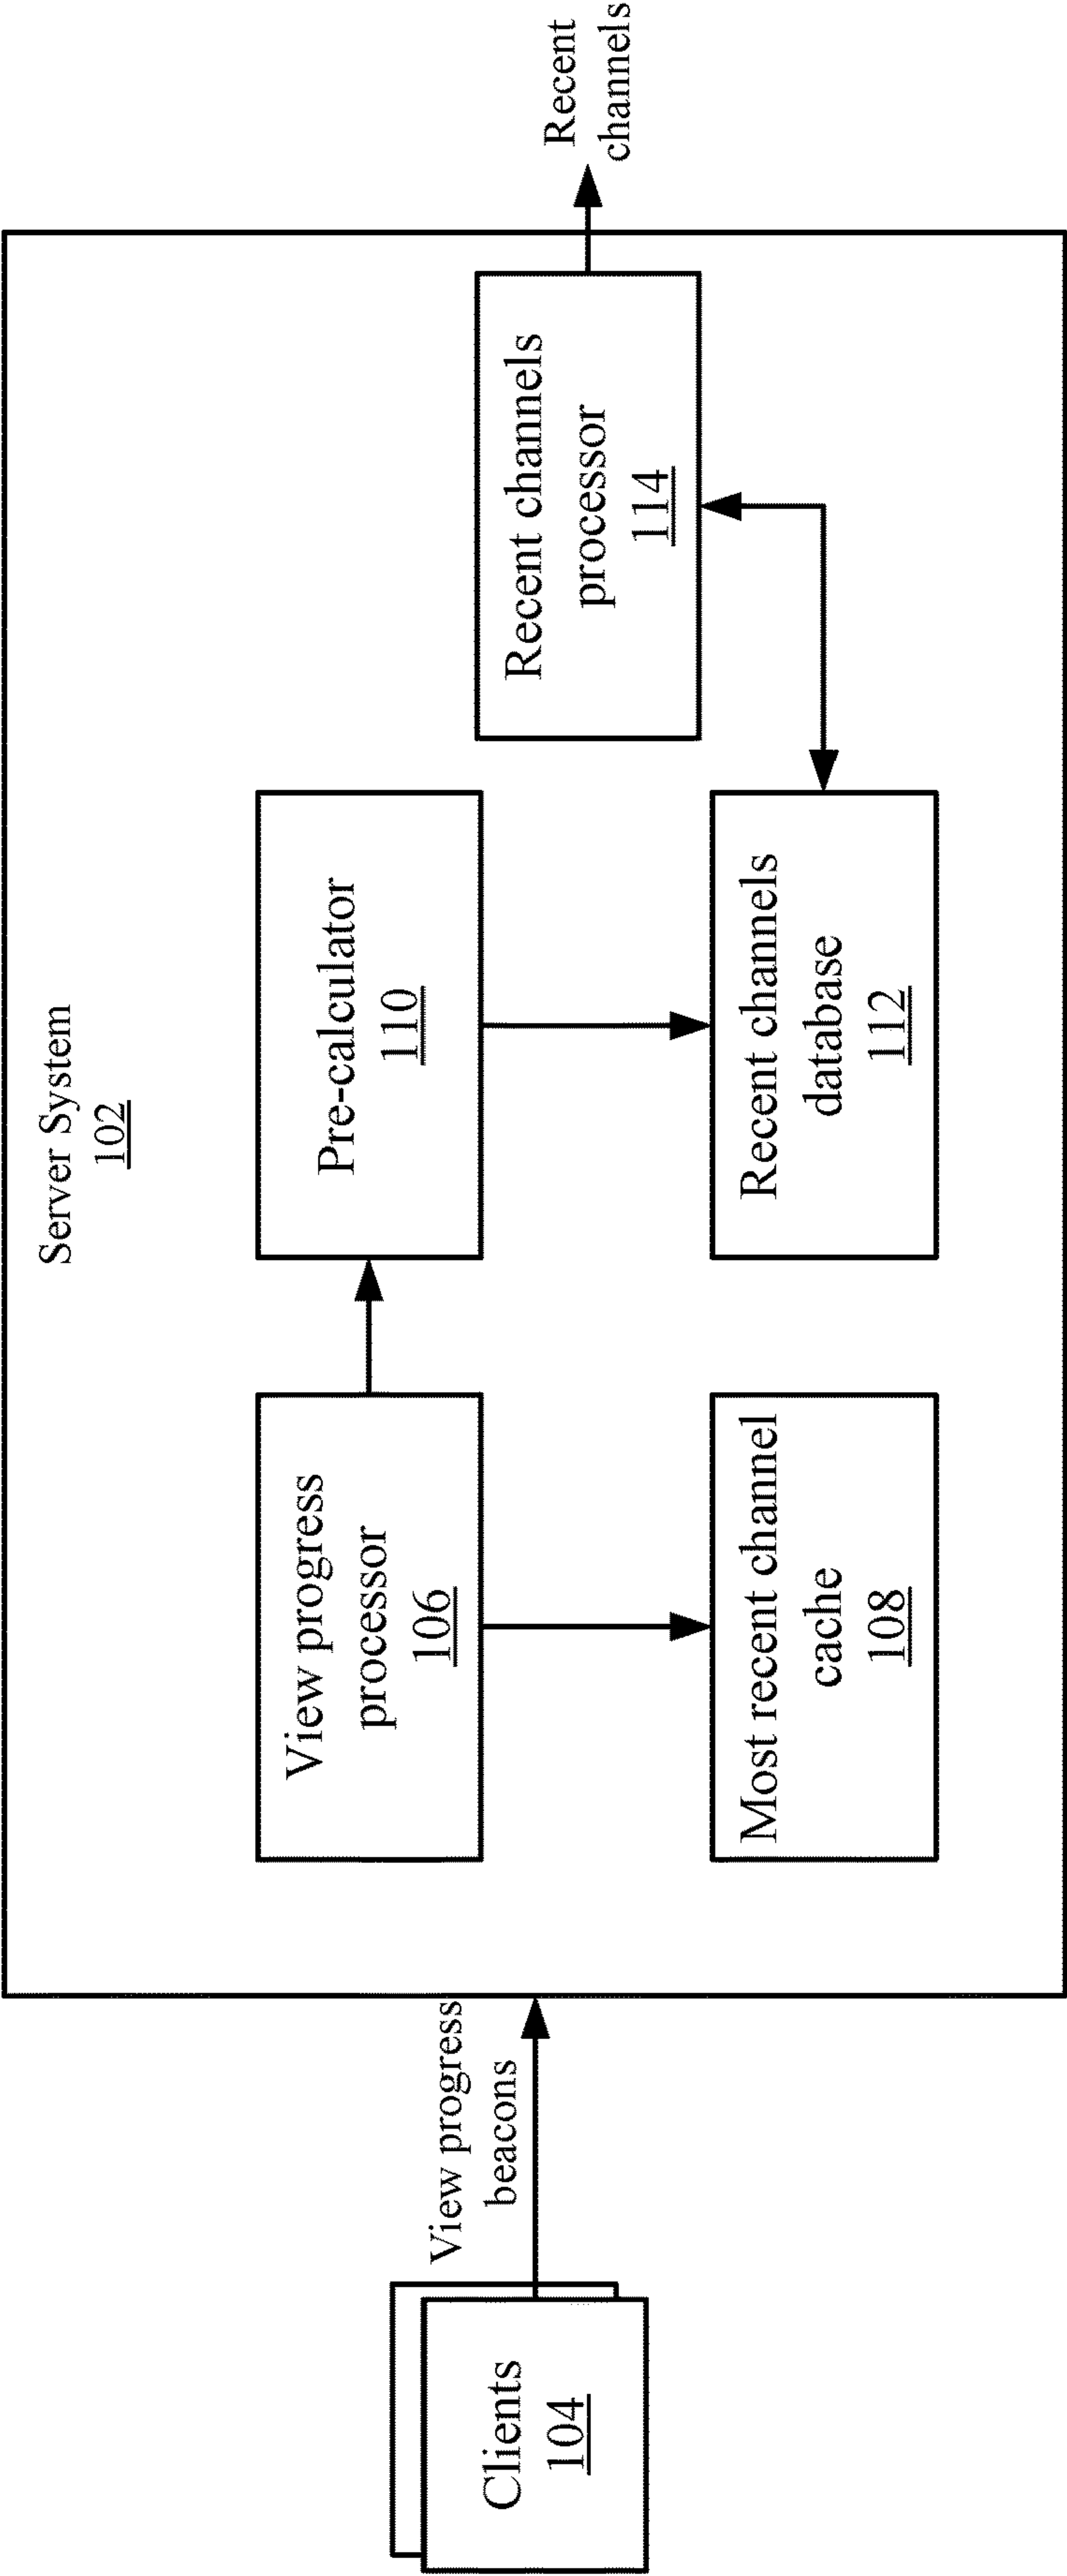 Server System
102
Clients
104
View progress
beacons
View progress
processor
106
Pre-calculator
110
Most recent channel
cache
108
Recent channels
database
112
Recent channels
processor
114
Recent
channels